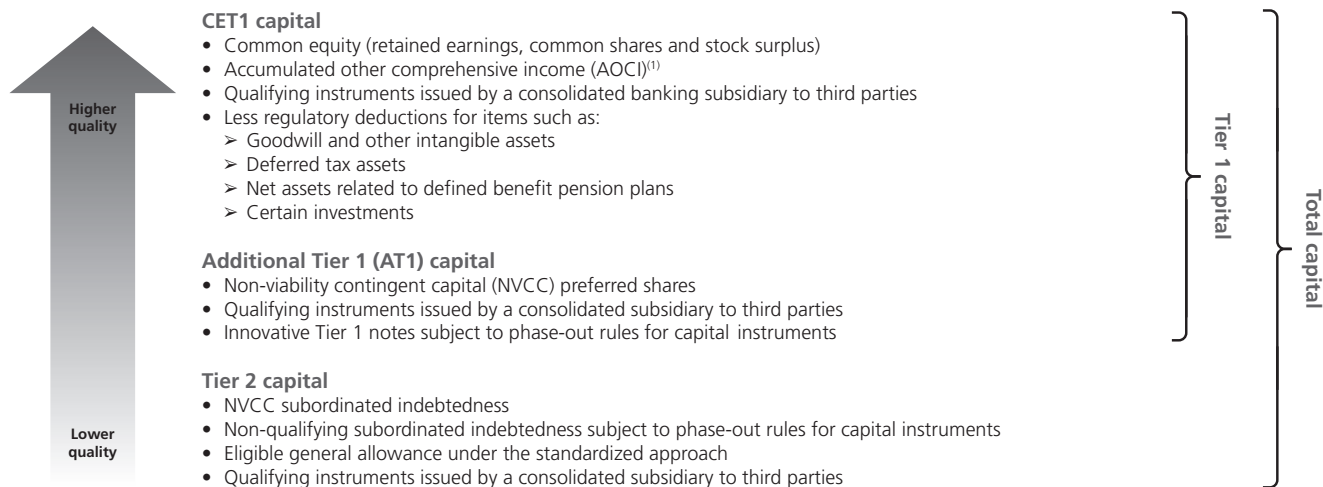 CET1 capital
• Common equity (retained earnings, common shares and stock surplus)
• Accumulated other comprehensive income (AOCI)(1)
• Qualifying instruments issued by a consolidated banking subsidiary to third parties
• Less regulatory deductions for items such as:
➢ Goodwill and other intangible assets
➢ Deferred tax assets
➢ Net assets related to defined benefit pension plans
➢ Certain investments
Additional Tier 1 (AT1) capital
• Non-viability contingent capital (NVCC) preferred shares
• Qualifying instruments issued by a consolidated subsidiary to third parties
• Innovative Tier 1 notes subject to phase-out rules for capital instruments
Tier 2 capital
• NVCC subordinated indebtedness
• Non-qualifying subordinated indebtedness subject to phase-out rules for capital instruments
• Eligible general allowance under the standardized approach
• Qualifying instruments issued by a consolidated subsidiary to third parties
Higher
quality
Lower
quality
Tier 1 capital
Total capital